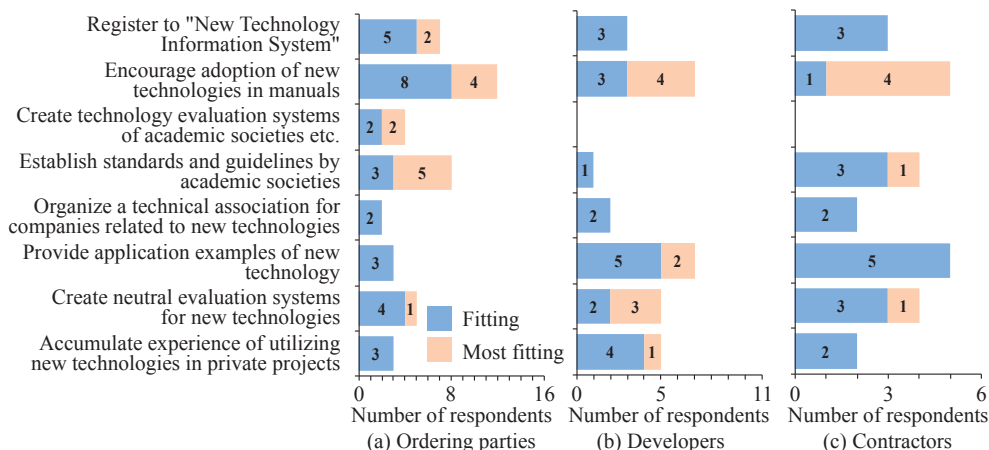 Register to "New Technology
Information System"
5 2
3
3
Encourage adoption of new
technologies in manuals
8 4
3 4
1 4
Create technology evaluation systems
of academic societies etc.
2 2
Establish standards and guidelines by
academic societies
3 5
1
3 1
Organize a technical association for
companies related to new technologies
2
2
2
Provide application examples of new
technology
3
5 2
5
Create neutral evaluation systems
for new technologies
4 1
2 3
3 1
Accumulate experience of utilizing
new technologies in private projects
3
4 1
2
Fitting
Most fitting
0 8 16
Number of respondents
(a) Ordering parties
0 5 11
Number of respondents
(b) Developers
0 3 6
Number of respondents
(c) Contractors